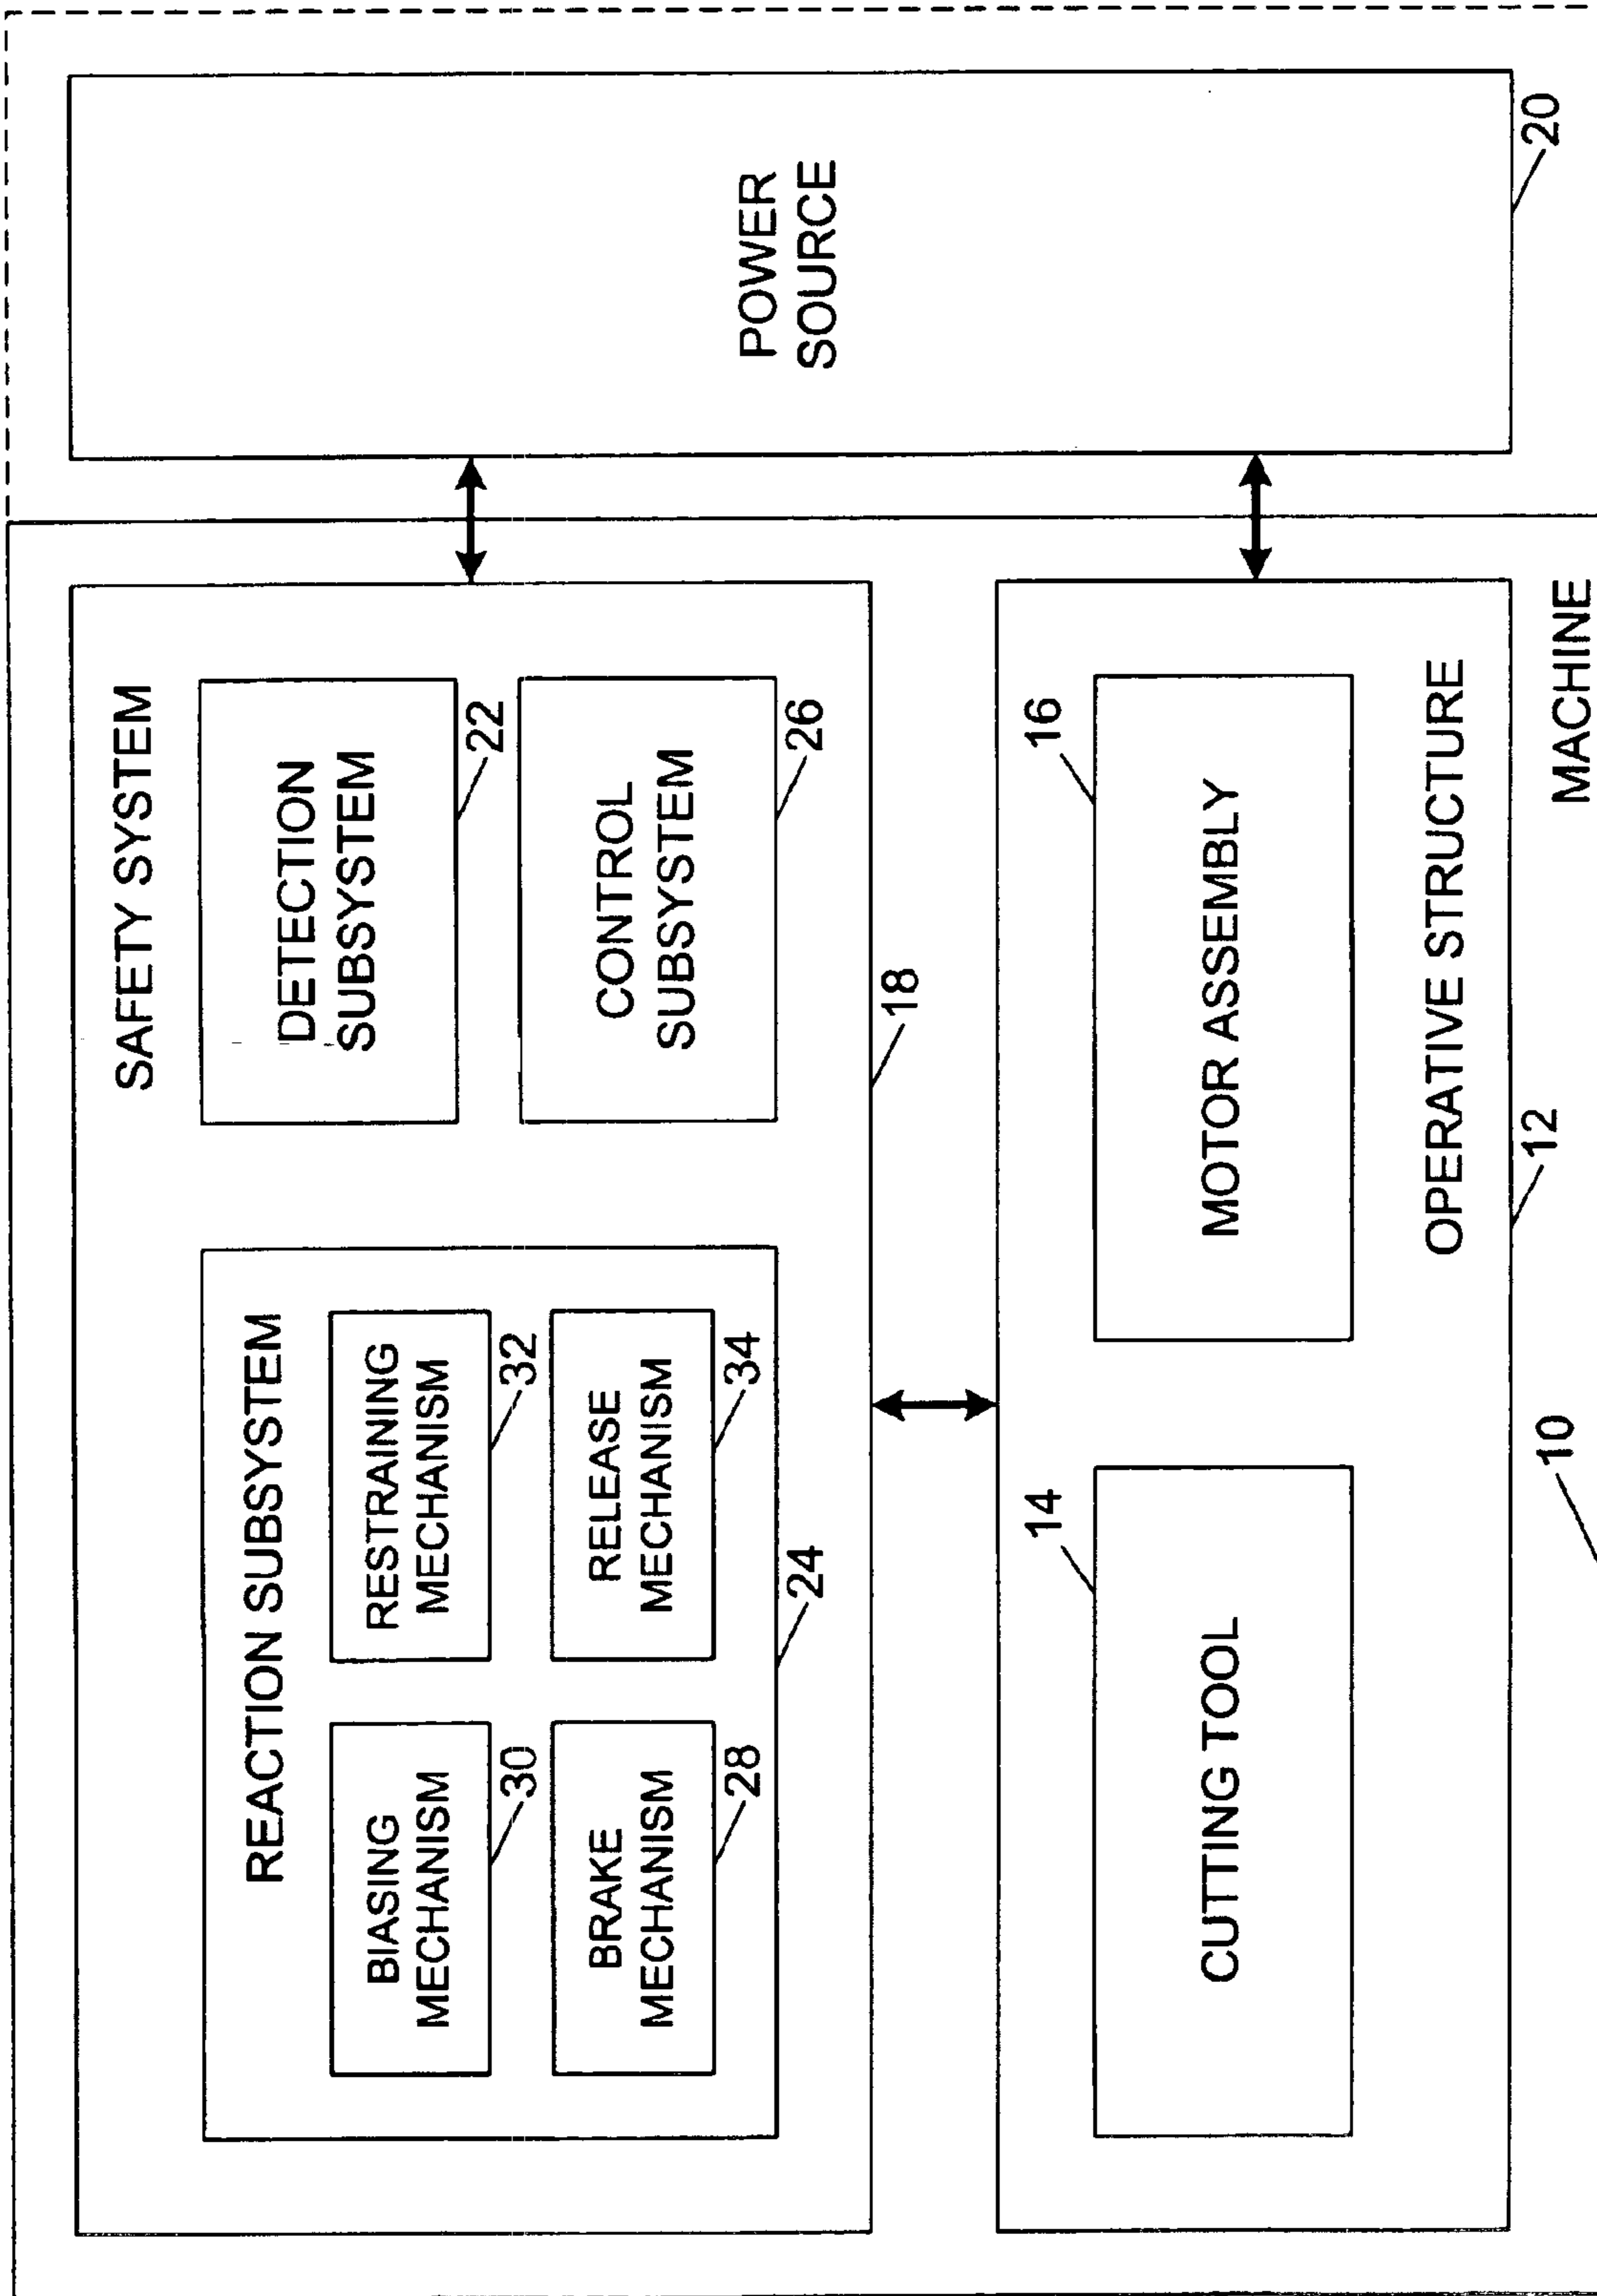 SAFETY SYSTEM
REACTION SUBSYSTEM
BIASING
MECHANISM
30
RESTRAINING
MECHANISM
32
BRAKE
MECHANISM
28
RELEASE
MECHANISM
34
24
DETECTION
SUBSYSTEM
22
CONTROL
SUBSYSTEM
26
18
POWER
SOURCE
20
14
CUTTING TOOL
16
MOTOR ASSEMBLY
OPERATIVE STRUCTURE
12
MACHINE
10